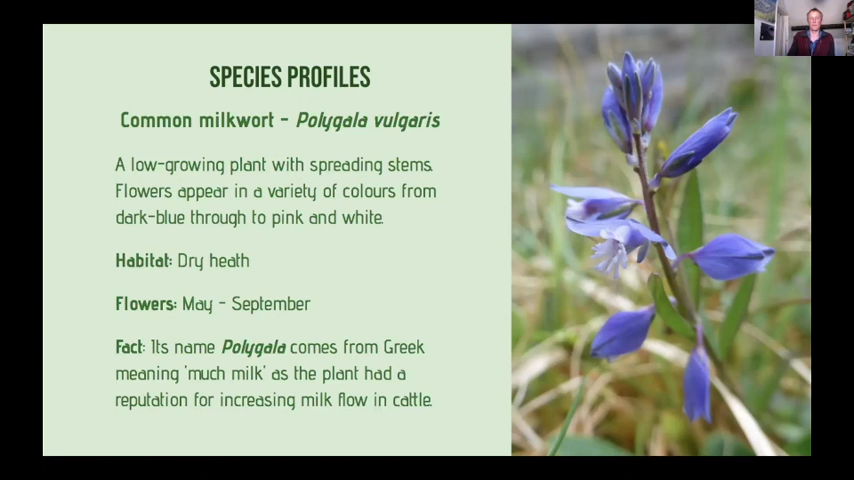 SPECIES PROFILES
Common milkwort - Polygala vulgaris
A low-growing plant with spreading stems.
Flowers appear in a variety of colours from
dark-blue through to pink and white.
Habitat: Dry heath
Flowers: May - September
Fact: Its name Polygala comes from Greek
meaning 'much milk' as the plant had a
reputation for increasing milk flow in cattle.